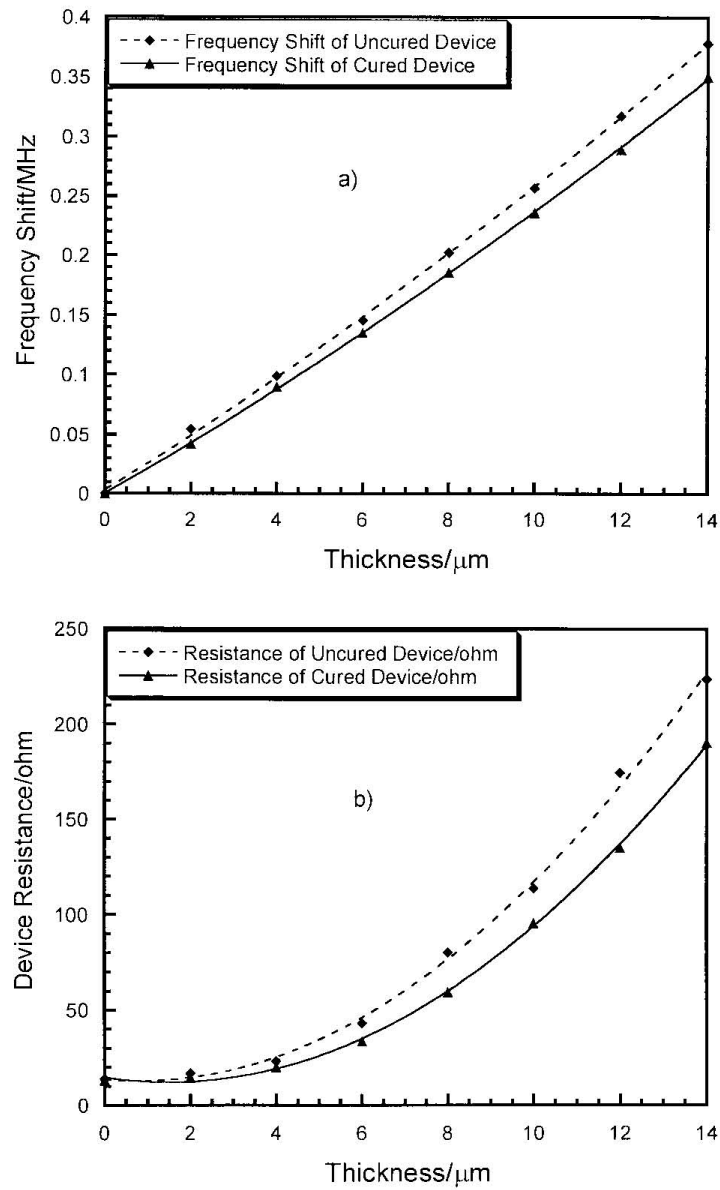 0.4
Frequency Shift of Uncured Device
Frequency Shift of Cured Device
0.35
0.3
0.25
0.2
0.15
0.1
0.05
0
Frequency Shift/MHz
a)
0 2 4 6 8 10 12 14
Thickness/μm
250
Resistance of Uncured Device/ohm
Resistance of Cured Device/ohm
200
150
100
50
0
Device Resistance/ohm
b)
0 2 4 6 8 10 12 14
Thickness/μm